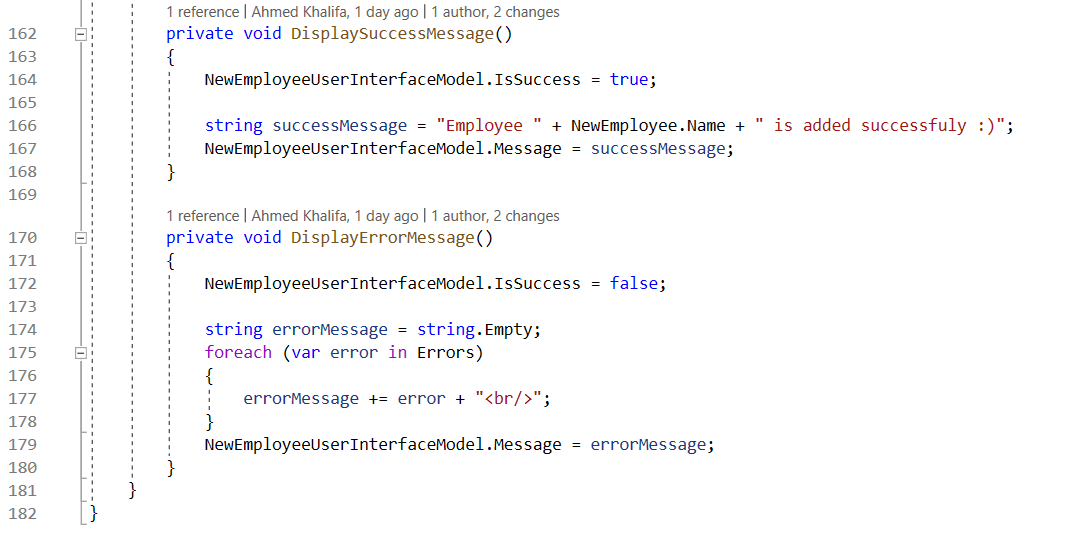 1 reference | Ahmed Khalifa, 1 day ago | 1 author, 2 changes
162 private void DisplaySuccessMessage()
163 {
164 NewEmployeeUserInterfaceModel.IsSuccess = true;
165
166 string successMessage = "Employee " + NewEmployee.Name + " is added successfuly :)";
167 NewEmployeeUserInterfaceModel.Message = successMessage;
168 }
169
1 reference | Ahmed Khalifa, 1 day ago | 1 author, 2 changes
170 private void DisplayErrorMessage()
171 {
172 NewEmployeeUserInterfaceModel.IsSuccess = false;
173
174 string errorMessage = string.Empty;
175 foreach (var error in Errors)
176 {
177 errorMessage += error + "<br/>";
178 }
179 NewEmployeeUserInterfaceModel.Message = errorMessage;
180 }
181 }
182 }